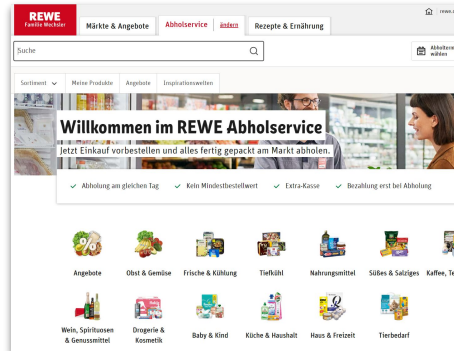 REWE
Familie Wechsler
Märkte & Angebote
Abholservice
ändern
Rezepte & Ernährung
Suche
wählen
Sortiment
Meine Produkte
Angebote
Inspirationswelten
Willkommen im REWE Abholservice
Jetzt Einkauf vorbestellen und alles fertig gepackt am Markt abholen.
Abholung am gleichen Tag
Kein Mindestbestellwert
Extra-Kasse
Bezahlung erst bei Abholung
Angebote
Obst & Gemüse
Frische & Kühlung
Tiefkühl
Nahrungsmittel
Süßes & Salziges
Kaffee, Te
Wein, Spirituosen
& Genussmittel
Drogerie &
Kosmetik
Baby & Kind
Küche & Haushalt
Haus & Freizeit
Tierbedarf